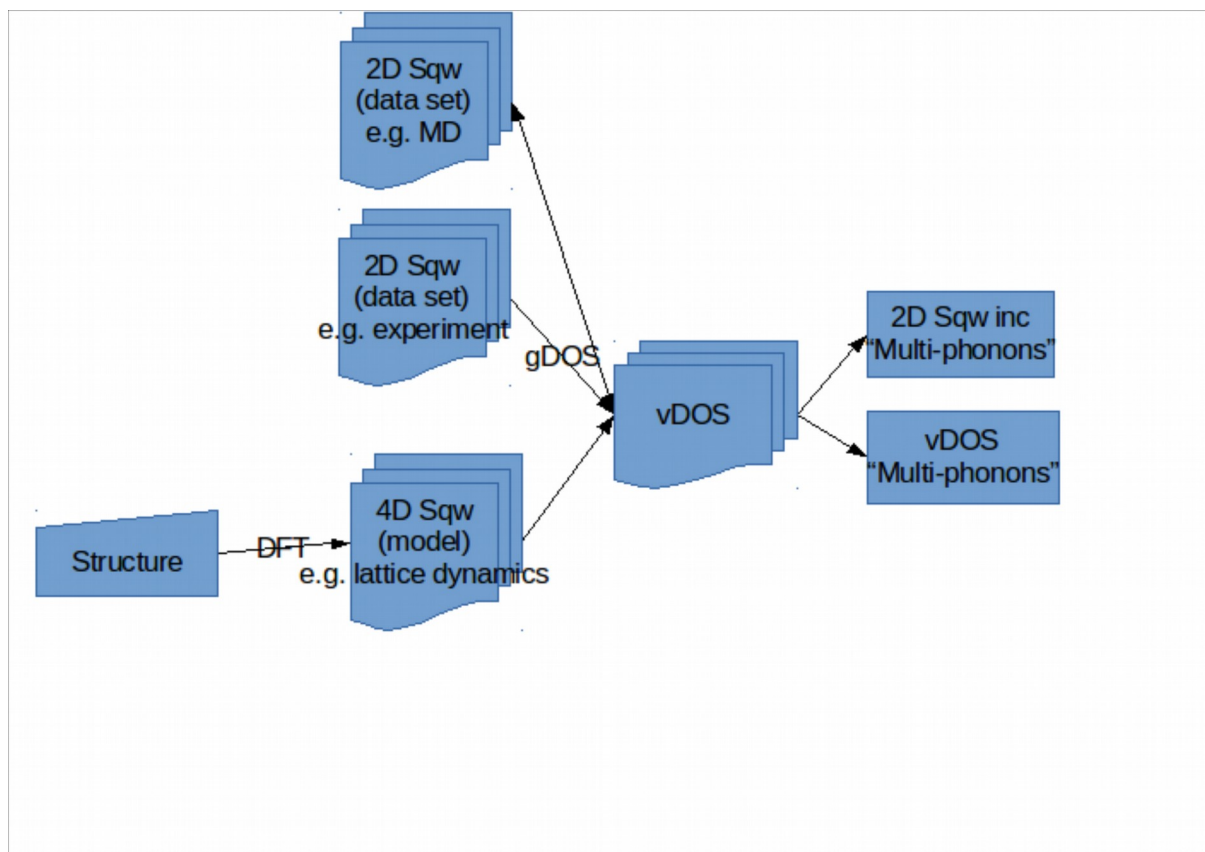 2D Sqw
(data set)
e.g. MD
2D Sqw
(data set)
e.g. experiment
gDOS
vDOS
2D Sqw inc
“Multi-phonons”
vDOS
“Multi-phonons”
Structure
DFT
4D Sqw
(model)
e.g. lattice dynamics